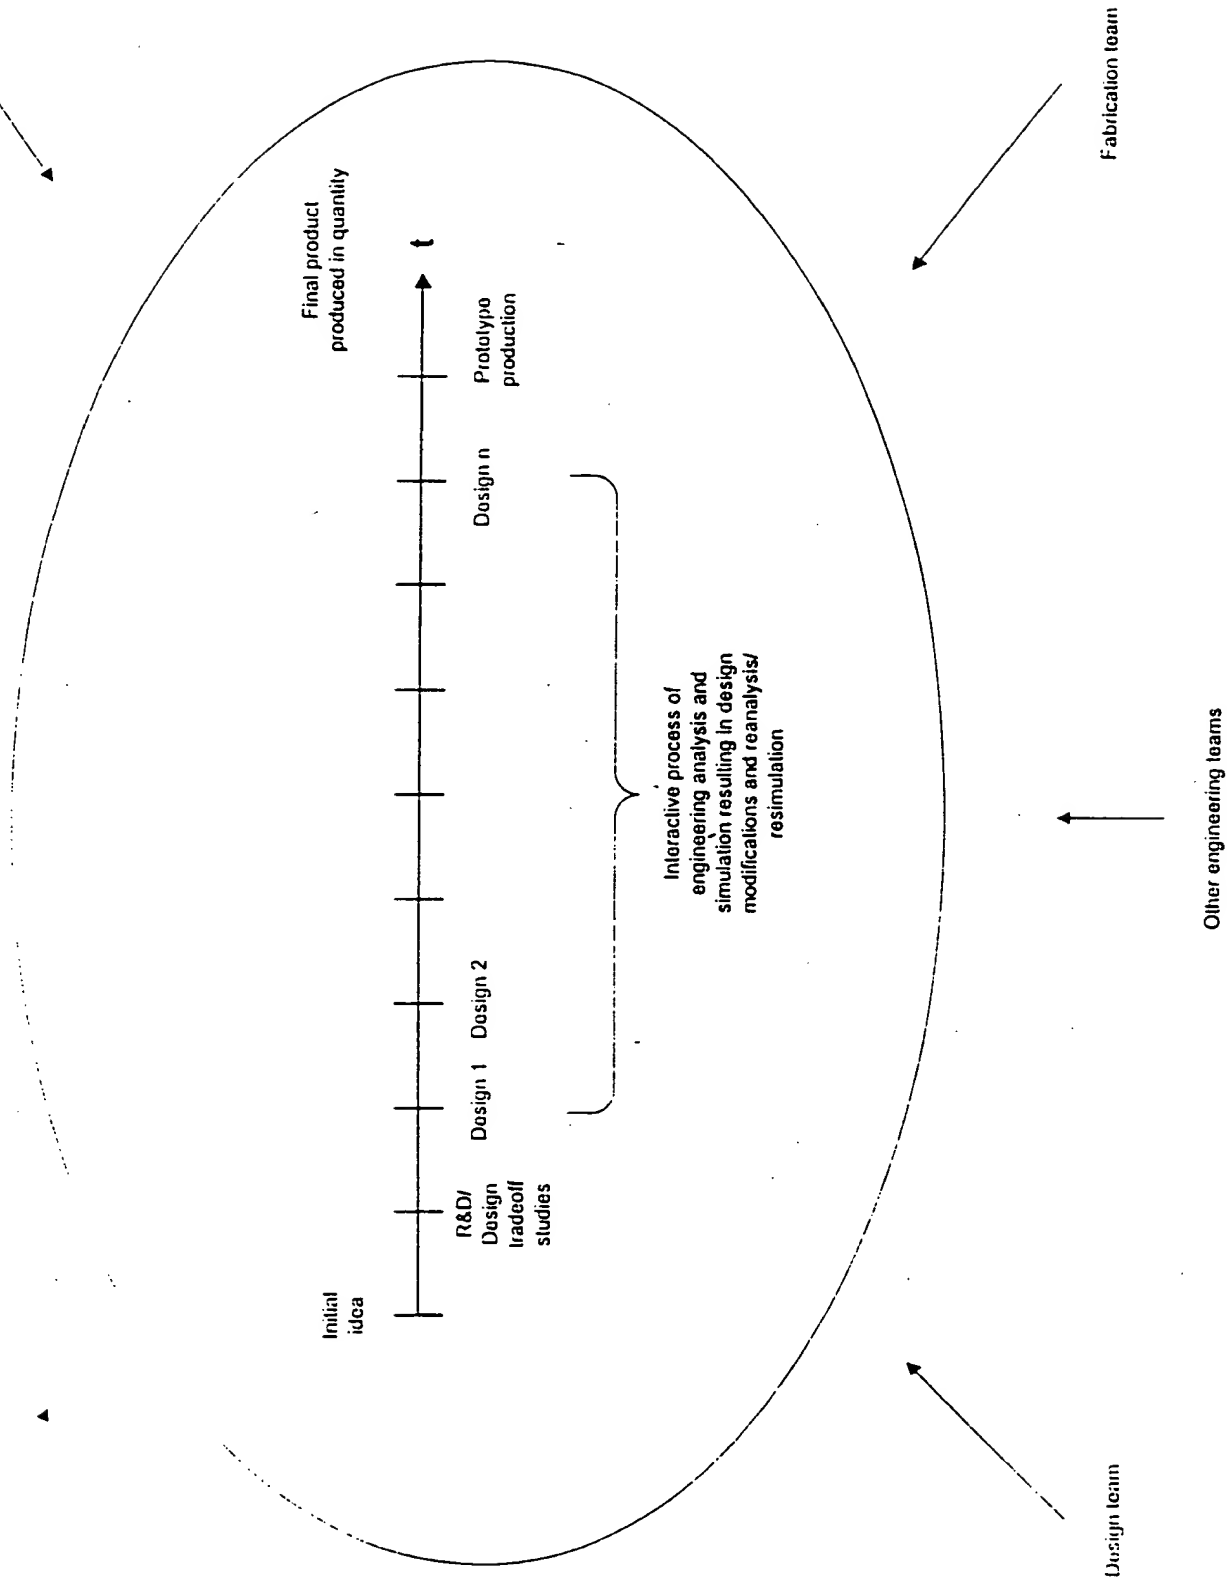 Final product
produced in quantity
Initial
idea
t
R&D/
Design
tradeoff
studies
Design 1
Design 2
Design n
Prototype
production
Interactive process of
engineering analysis and
simulation resulting in design
modifications and reanalysis/
resimulation
Design team
Other engineering teams
Fabrication team